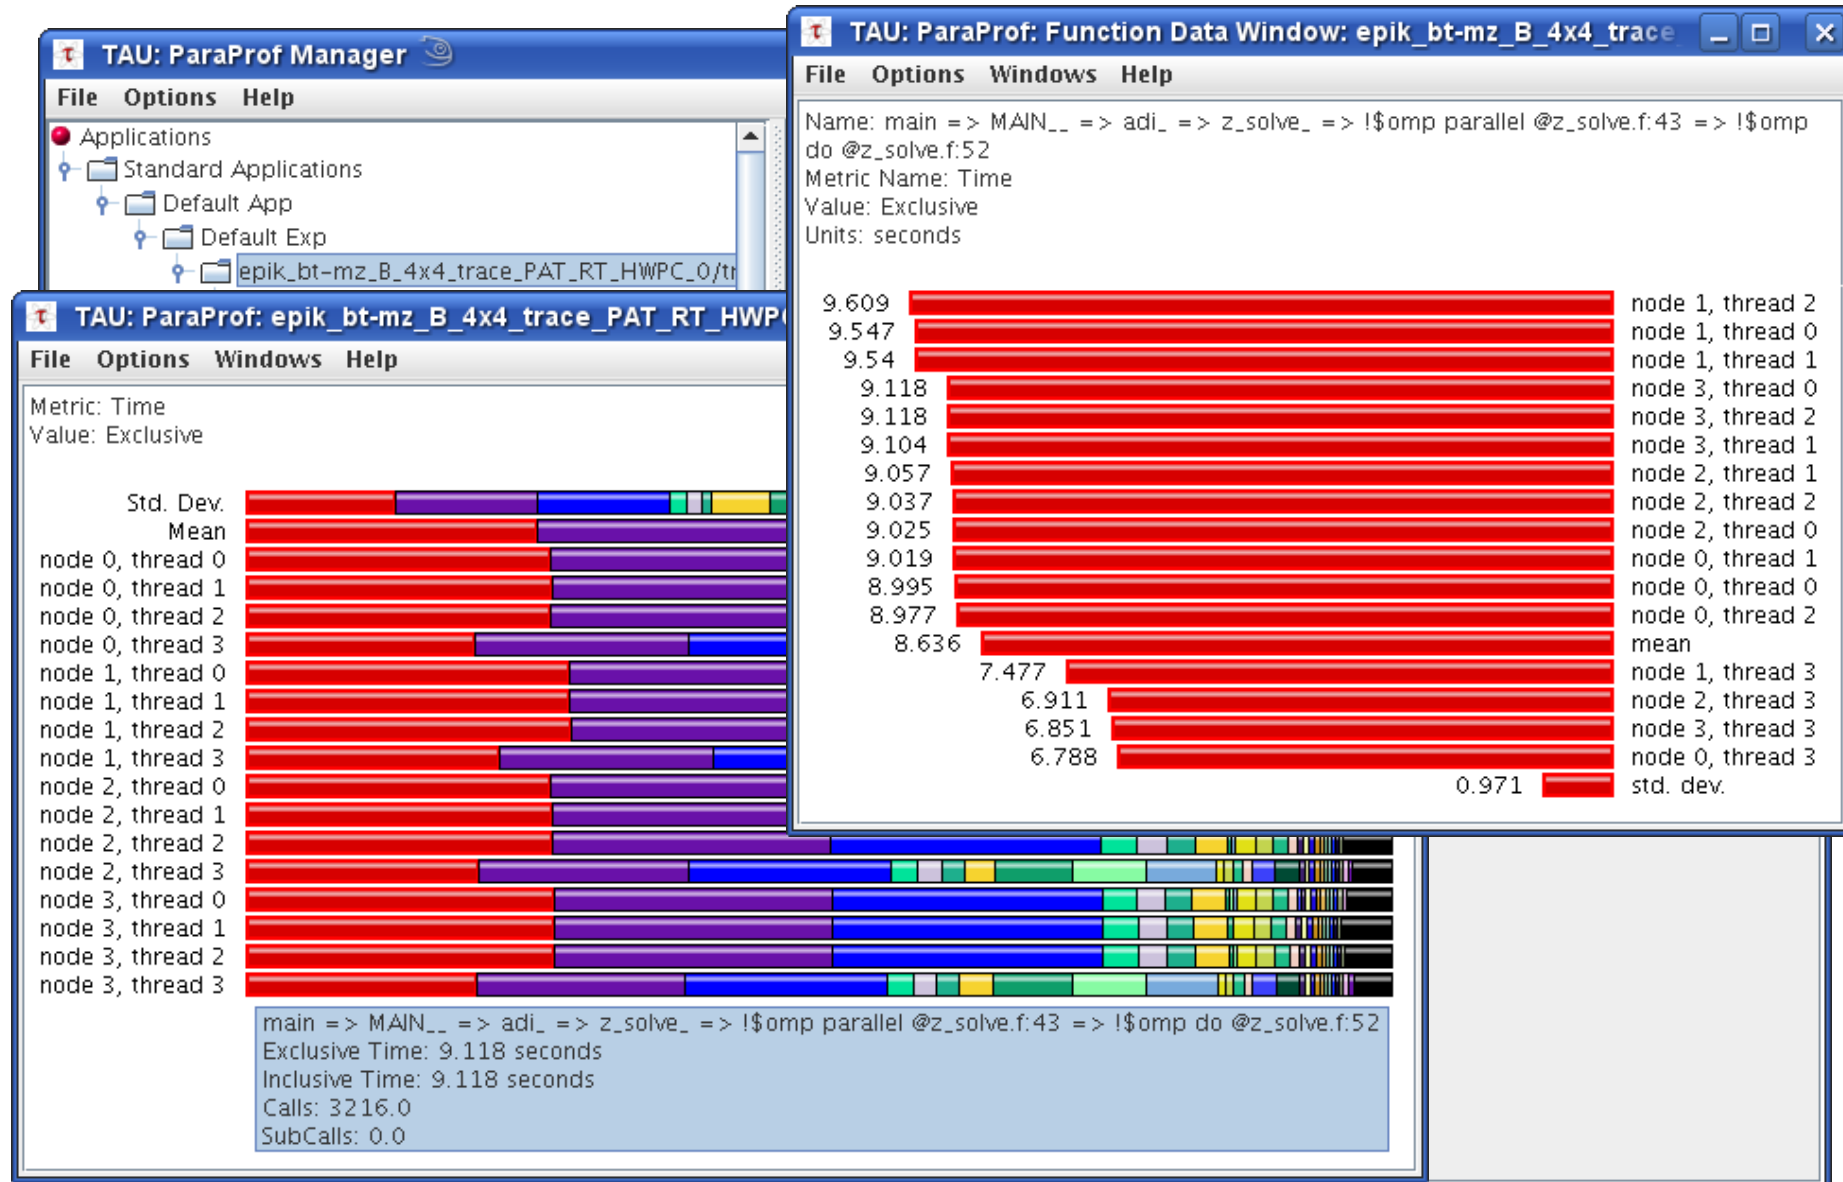 TAU: ParaProf Manager
File Options Help
Applications
Standard Applications
Default App
Default Exp
epik_bt-mz_B_4x4_trace_PAT_RT_HWPC_0/tr
TAU: ParaProf: Function Data Window: epik_bt-mz_B_4x4_trace
File Options Windows Help
Name: main => MAIN__ => adi_ => z_solve_ => !$omp parallel @z_solve.f:43 => !$omp
do @z_solve.f:52
Metric Name: Time
Value: Exclusive
Units: seconds
9.609 node 1, thread 2
9.547 node 1, thread 0
9.54 node 1, thread 1
9.118 node 3, thread 0
9.118 node 3, thread 2
9.104 node 3, thread 1
9.057 node 2, thread 1
9.037 node 2, thread 2
9.025 node 2, thread 0
9.019 node 0, thread 1
8.995 node 0, thread 0
8.977 node 0, thread 2
8.636 mean
7.477 node 1, thread 3
6.911 node 2, thread 3
6.851 node 3, thread 3
6.788 node 0, thread 3
0.971 std. dev.
TAU: ParaProf: epik_bt-mz_B_4x4_trace_PAT_RT_HWP
File Options Windows Help
Metric: Time
Value: Exclusive
Std. Dev.
Mean
node 0, thread 0
node 0, thread 1
node 0, thread 2
node 0, thread 3
node 1, thread 0
node 1, thread 1
node 1, thread 2
node 1, thread 3
node 2, thread 0
node 2, thread 1
node 2, thread 2
node 2, thread 3
node 3, thread 0
node 3, thread 1
node 3, thread 2
node 3, thread 3
main => MAIN__ => adi_ => z_solve_ => !$omp parallel @z_solve.f:43 => !$omp do @z_solve.f:52
Exclusive Time: 9.118 seconds
Inclusive Time: 9.118 seconds
Calls: 3216.0
SubCalls: 0.0